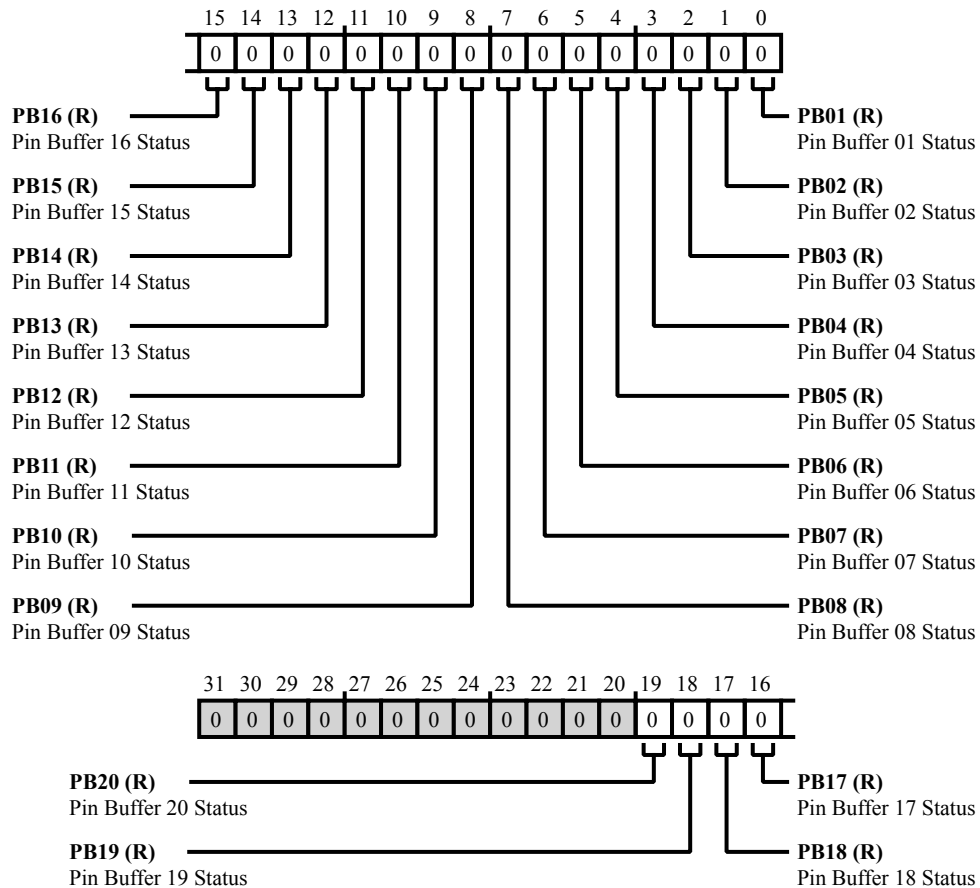 15 14 13 12 11 10 9 8 7 6 5 4 3 2 1 0
0 0 0 0 0 0 0 0 0 0 0 0 0 0 0 0
PB16 (R)
Pin Buffer 16 Status
PB01 (R)
Pin Buffer 01 Status
PB15 (R)
Pin Buffer 15 Status
PB02 (R)
Pin Buffer 02 Status
PB14 (R)
Pin Buffer 14 Status
PB03 (R)
Pin Buffer 03 Status
PB13 (R)
Pin Buffer 13 Status
PB04 (R)
Pin Buffer 04 Status
PB12 (R)
Pin Buffer 12 Status
PB05 (R)
Pin Buffer 05 Status
PB11 (R)
Pin Buffer 11 Status
PB06 (R)
Pin Buffer 06 Status
PB10 (R)
Pin Buffer 10 Status
PB07 (R)
Pin Buffer 07 Status
PB09 (R)
Pin Buffer 09 Status
PB08 (R)
Pin Buffer 08 Status
31 30 29 28 27 26 25 24 23 22 21 20 19 18 17 16
0 0 0 0 0 0 0 0 0 0 0 0 0 0 0 0
PB20 (R)
Pin Buffer 20 Status
PB17 (R)
Pin Buffer 17 Status
PB19 (R)
Pin Buffer 19 Status
PB18 (R)
Pin Buffer 18 Status